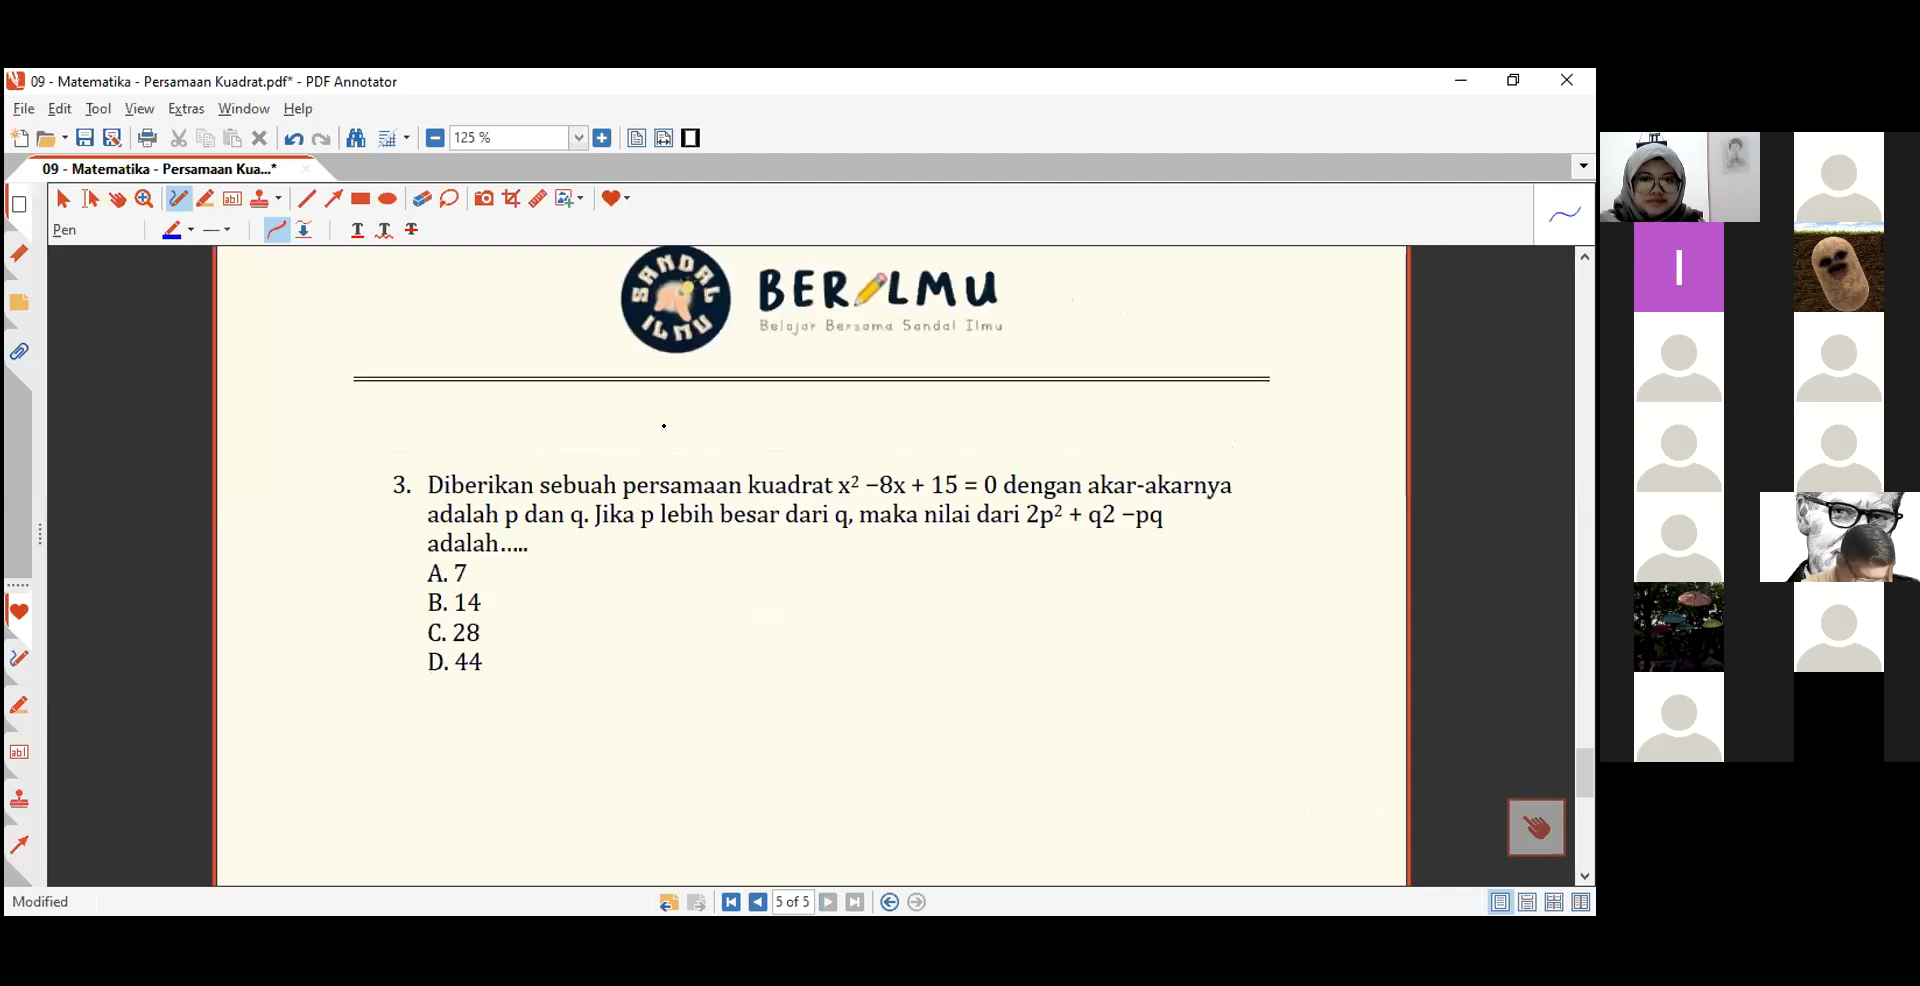 09 - Matematika - Persamaan Kuadrat.pdf* - PDF Annotator
File Edit Tool View Extras Window Help
125 %
09 - Matematika - Persamaan Kua...*
Pen
SANDAL ILMU
BERILMU
Belajar Bersama Sandal Ilmu
3. Diberikan sebuah persamaan kuadrat x² −8x + 15 = 0 dengan akar-akarnya
adalah p dan q. Jika p lebih besar dari q, maka nilai dari 2p² + q2 −pq
adalah…..
A. 7
B. 14
C. 28
D. 44
Modified
5 of 5
I